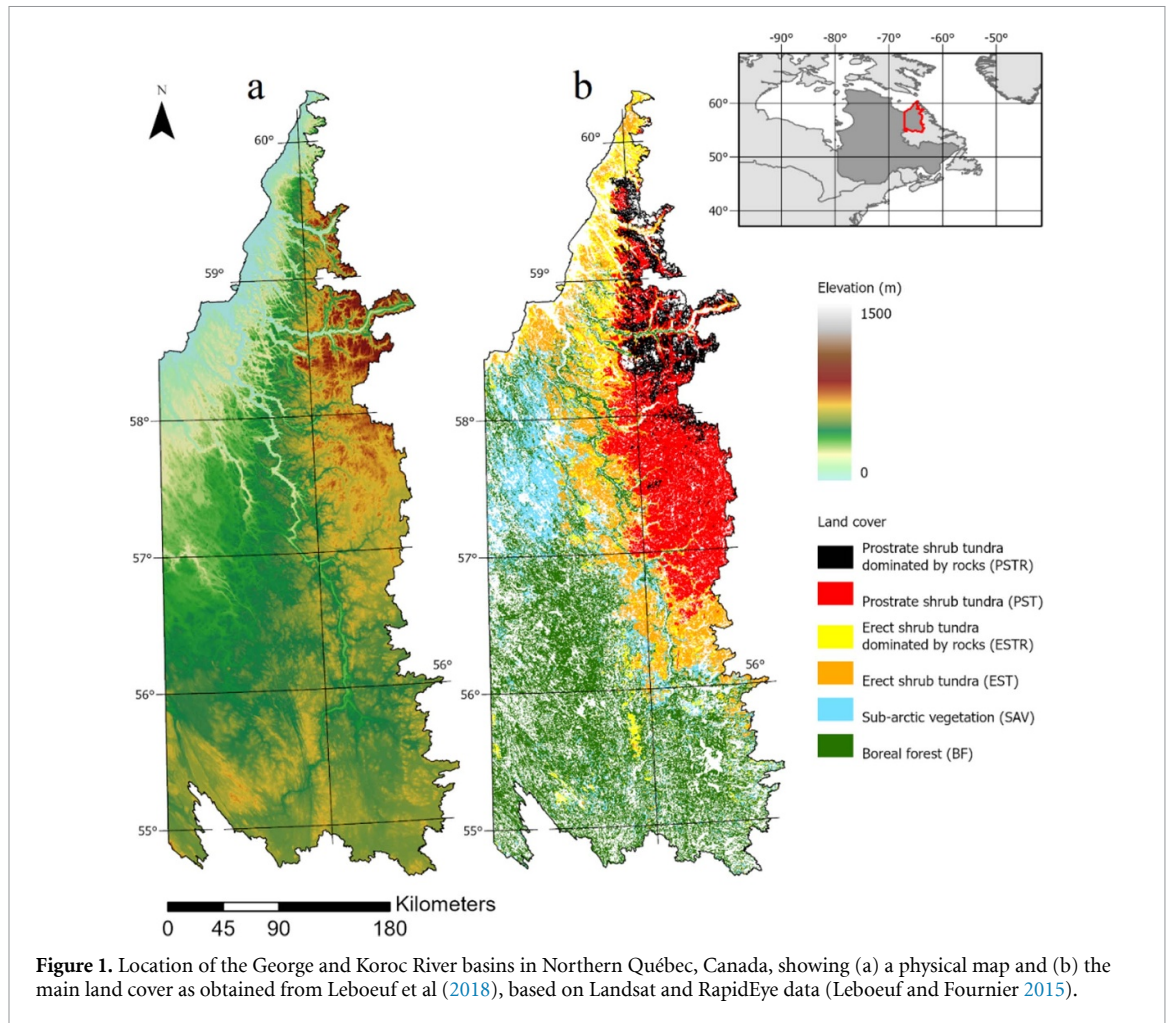 -90° -80° -70° -60° -50°
60°
50°
40°
N
a
b
60°
59°
58°
57°
56°
56°
55°
60°
59°
58°
57°
56°
56°
55°
Elevation (m)
1500
0
Land cover
Prostrate shrub tundra
dominated by rocks (PSTR)
Prostrate shrub tundra (PST)
Erect shrub tundra
dominated by rocks (ESTR)
Erect shrub tundra (EST)
Sub-arctic vegetation (SAV)
Boreal forest (BF)
Kilometers
0 45 90 180
Figure 1. Location of the George and Koroc River basins in Northern Québec, Canada, showing (a) a physical map and (b) the
main land cover as obtained from Leboeuf et al (2018), based on Landsat and RapidEye data (Leboeuf and Fournier 2015).